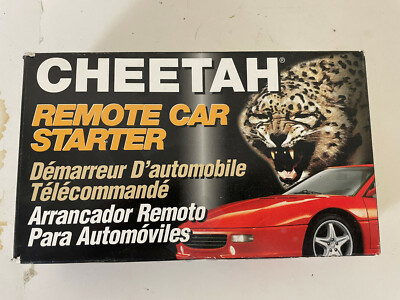 CHEETAH®
REMOTE CAR
STARTER
Démarreur D'automobile
Télécommandé
Arrancador Remoto
Para Automóviles